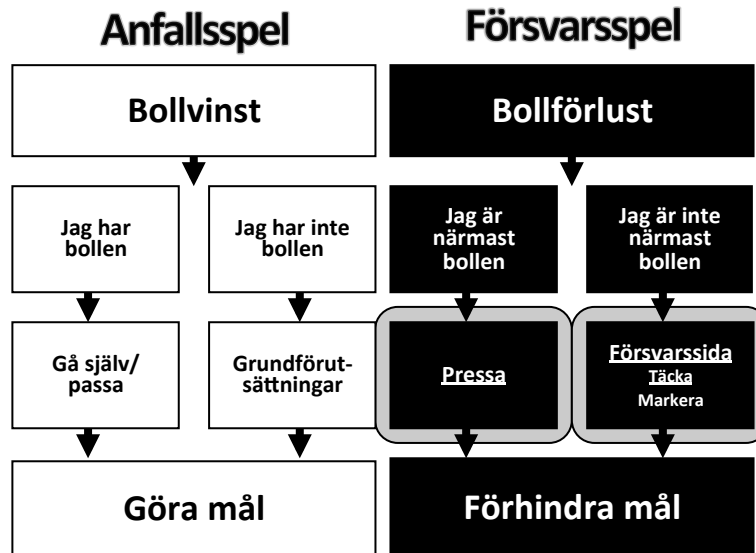 Anfallsspel
Försvarsspel
Bollvinst
Bollförlust
Jag har
bollen
Jag har inte
bollen
Jag är
närmast
bollen
Jag är inte
närmast
bollen
Gå själv/
passa
Grundförut-
sättningar
Pressa
Försvarssida
Täcka
Markera
Göra mål
Förhindra mål